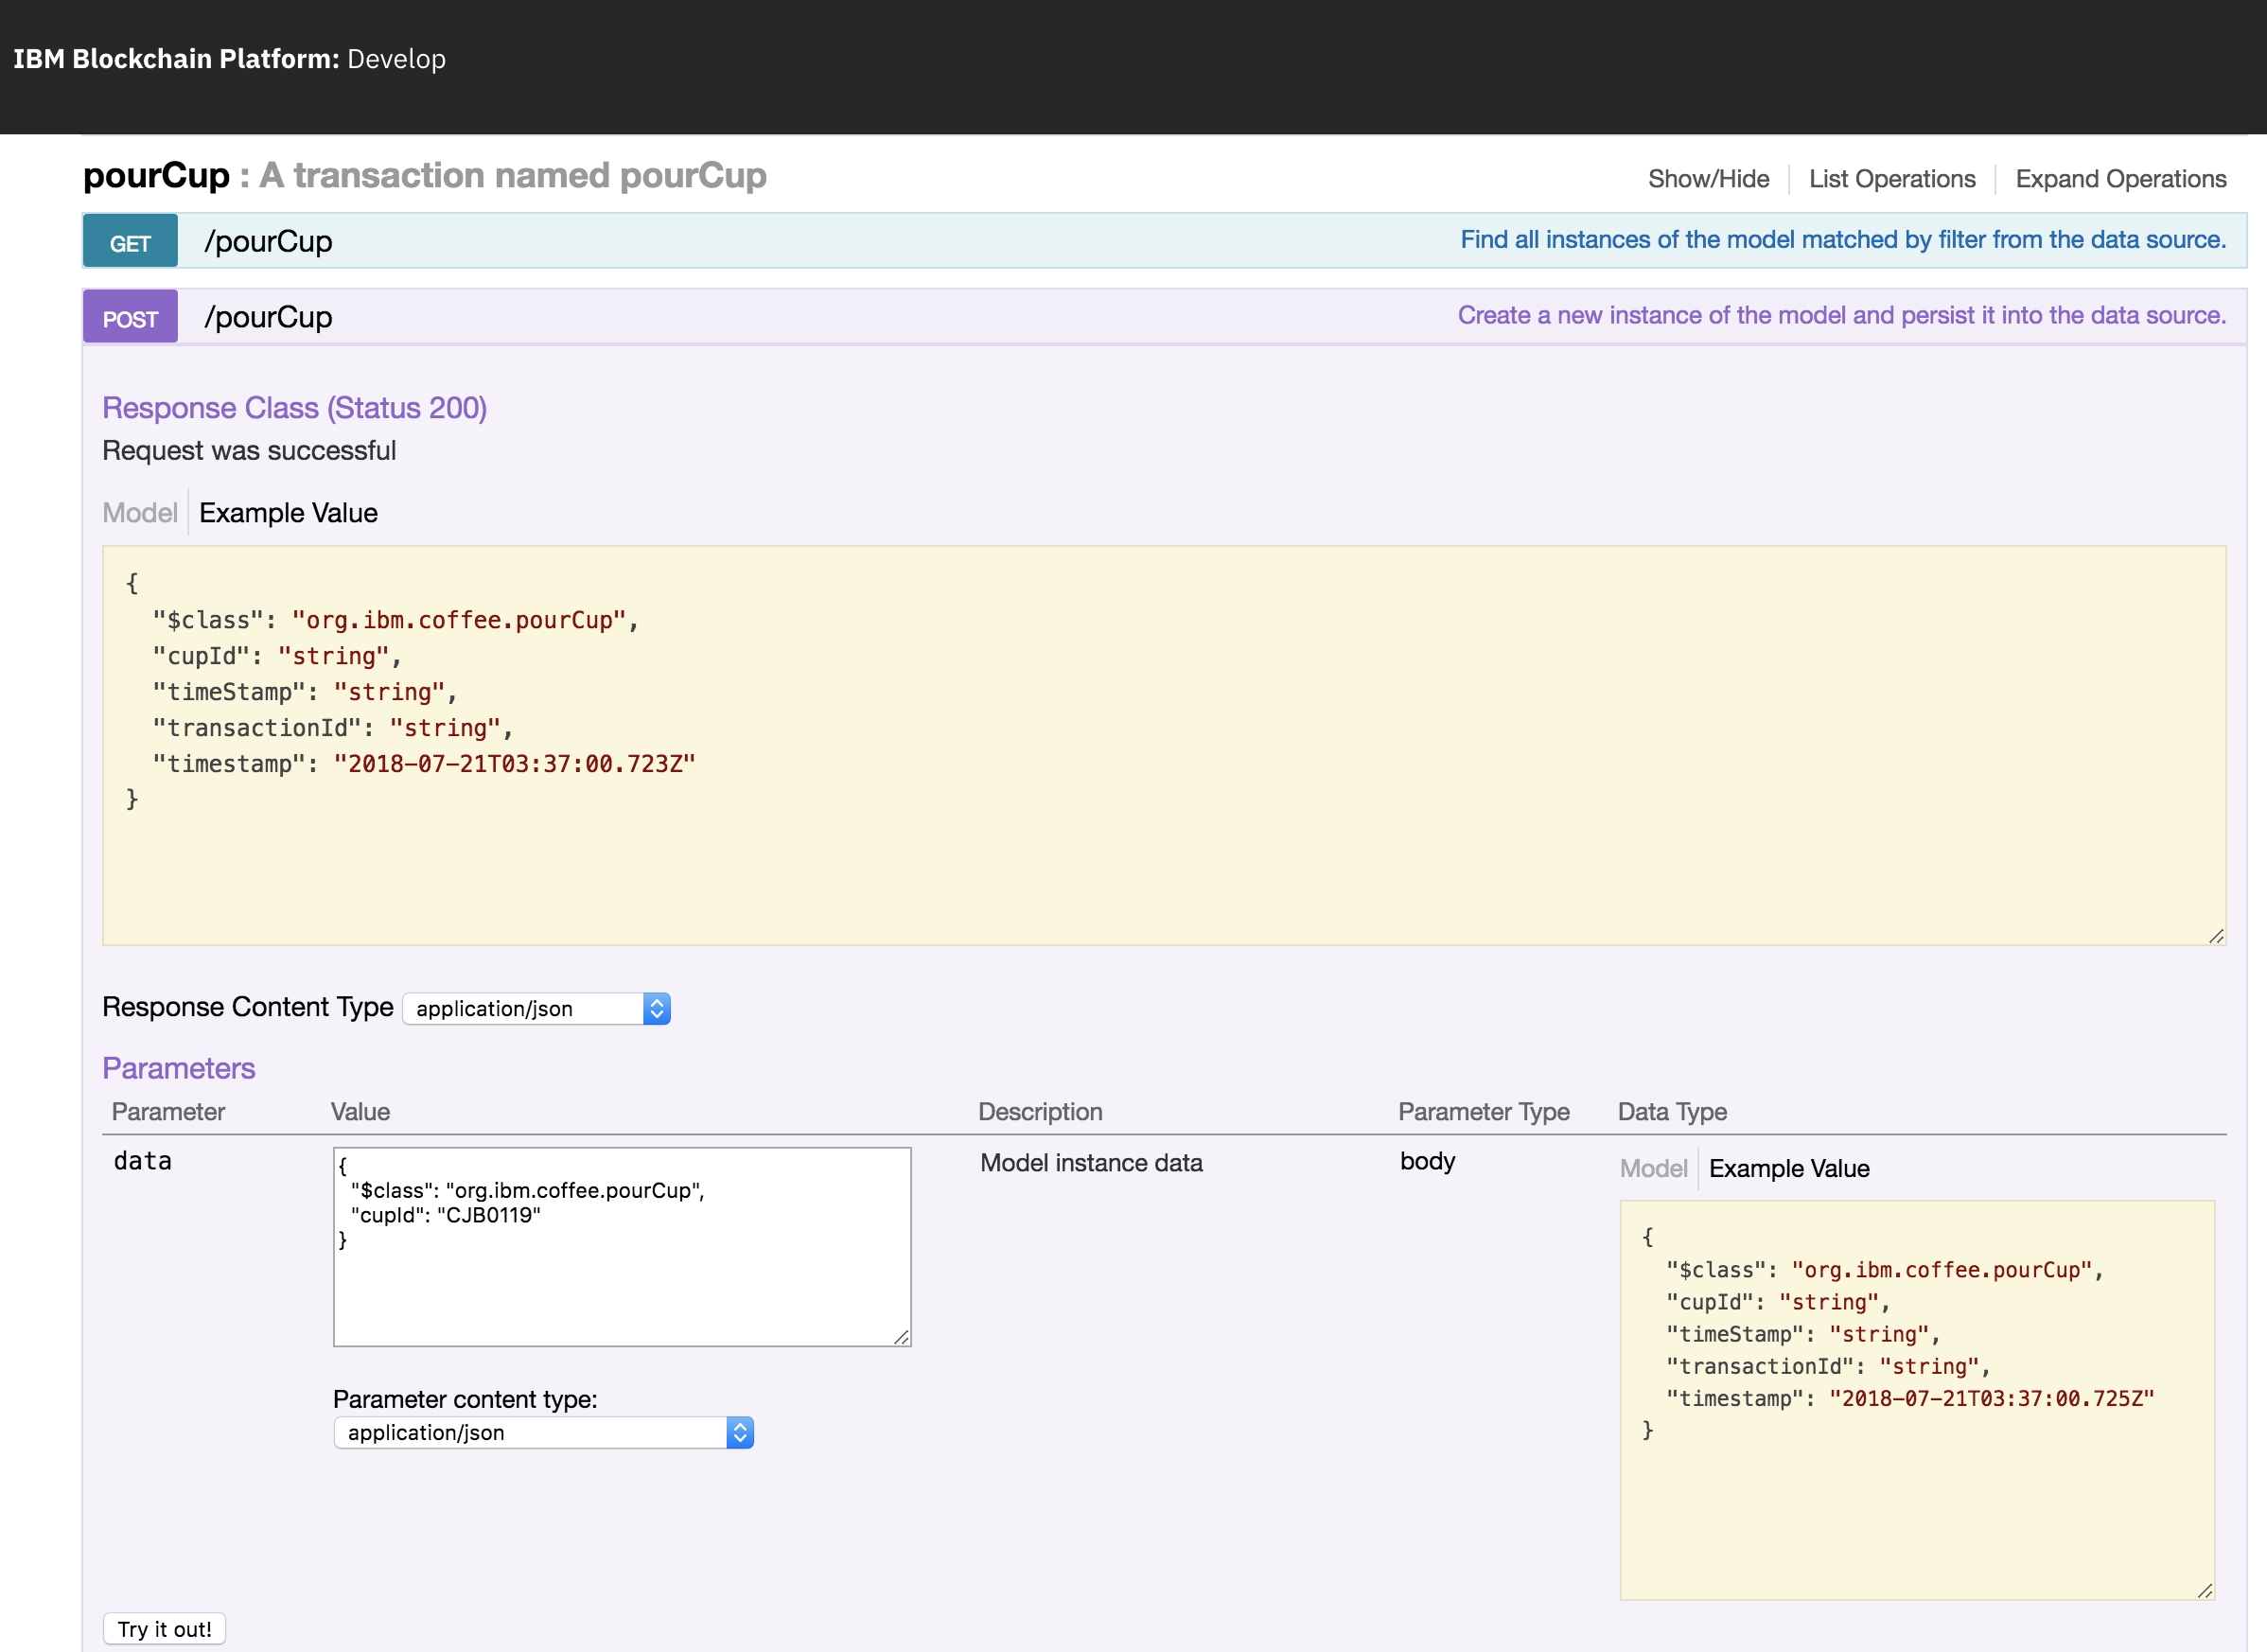 IBM Blockchain Platform: Develop
pourCup : A transaction named pourCup
Show/Hide
List Operations
Expand Operations
GET
/pourCup
Find all instances of the model matched by filter from the data source.
POST
/pourCup
Create a new instance of the model and persist it into the data source.
Response Class (Status 200)
Request was successful
Model
Example Value
{
"$class": "org.ibm.coffee.pourCup",
"cupId": "string",
"timeStamp": "string",
"transactionId": "string",
"timestamp": "2018-07-21T03:37:00.723Z"
}
Response Content Type
application/json
Parameters
Parameter
Value
Description
Parameter Type
Data Type
data
{
"$class": "org.ibm.coffee.pourCup",
"cupId": "CJB0119"
}
Parameter content type:
application/json
Model instance data
body
Model
Example Value
{
"$class": "org.ibm.coffee.pourCup",
"cupId": "string",
"timeStamp": "string",
"transactionId": "string",
"timestamp": "2018-07-21T03:37:00.725Z"
}
Try it out!